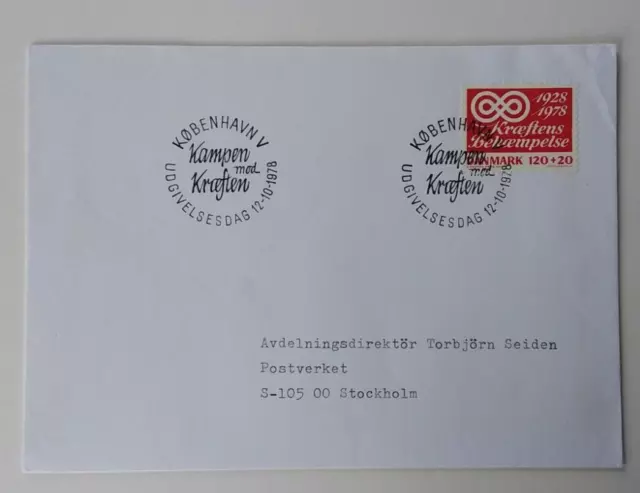 KØBENHAVN V
Kampen
mod
Kræften
UDGIVELSESDAG 12-10-1978
KØBENHAVN V
Kampen
mod
Kræften
UDGIVELSESDAG 12-10-1978
1928
1978
Kræftens
Bekæmpelse
DANMARK 120+20
Avdelningsdirektör Torbjörn Seiden
Postverket
S-105 00 Stockholm